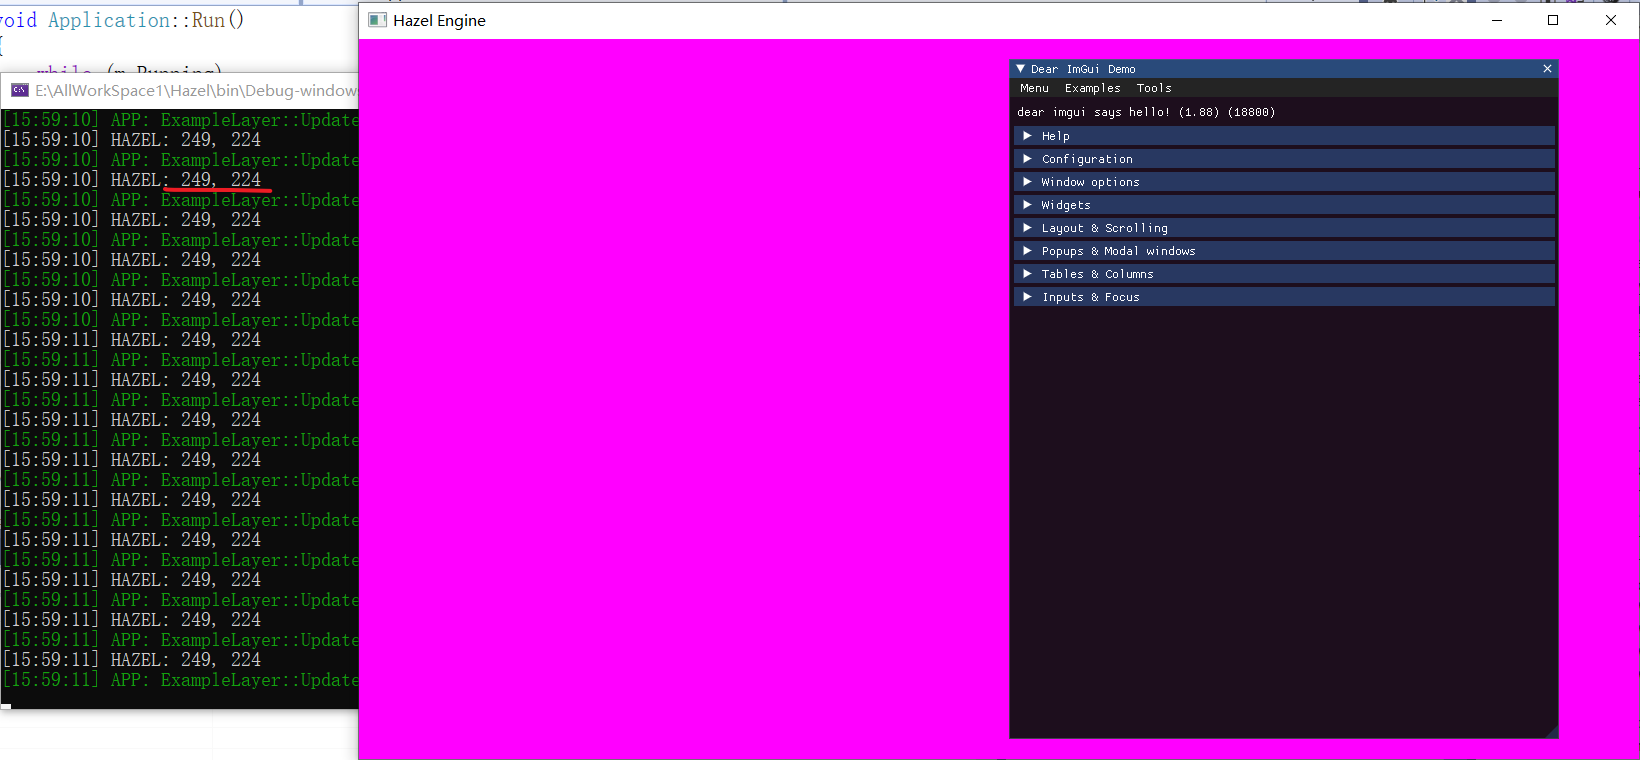 void Application::Run()
{
while (m_Running)
E:\AllWorkSpace1\Hazel\bin\Debug-window
[15:59:10] APP: ExampleLayer::Update
[15:59:10] HAZEL: 249, 224
[15:59:10] APP: ExampleLayer::Update
[15:59:10] HAZEL: 249, 224
[15:59:10] APP: ExampleLayer::Update
[15:59:10] HAZEL: 249, 224
[15:59:10] APP: ExampleLayer::Update
[15:59:10] HAZEL: 249, 224
[15:59:10] APP: ExampleLayer::Update
[15:59:10] HAZEL: 249, 224
[15:59:10] APP: ExampleLayer::Update
[15:59:11] HAZEL: 249, 224
[15:59:11] APP: ExampleLayer::Update
[15:59:11] HAZEL: 249, 224
[15:59:11] APP: ExampleLayer::Update
[15:59:11] HAZEL: 249, 224
[15:59:11] APP: ExampleLayer::Update
[15:59:11] HAZEL: 249, 224
[15:59:11] APP: ExampleLayer::Update
[15:59:11] HAZEL: 249, 224
[15:59:11] APP: ExampleLayer::Update
[15:59:11] HAZEL: 249, 224
[15:59:11] APP: ExampleLayer::Update
[15:59:11] HAZEL: 249, 224
[15:59:11] APP: ExampleLayer::Update
[15:59:11] HAZEL: 249, 224
[15:59:11] APP: ExampleLayer::Update
[15:59:11] HAZEL: 249, 224
[15:59:11] APP: ExampleLayer::Update
Hazel Engine
Dear ImGui Demo
Menu Examples Tools
dear imgui says hello! (1.88) (18800)
Help
Configuration
Window options
Widgets
Layout & Scrolling
Popups & Modal windows
Tables & Columns
Inputs & Focus